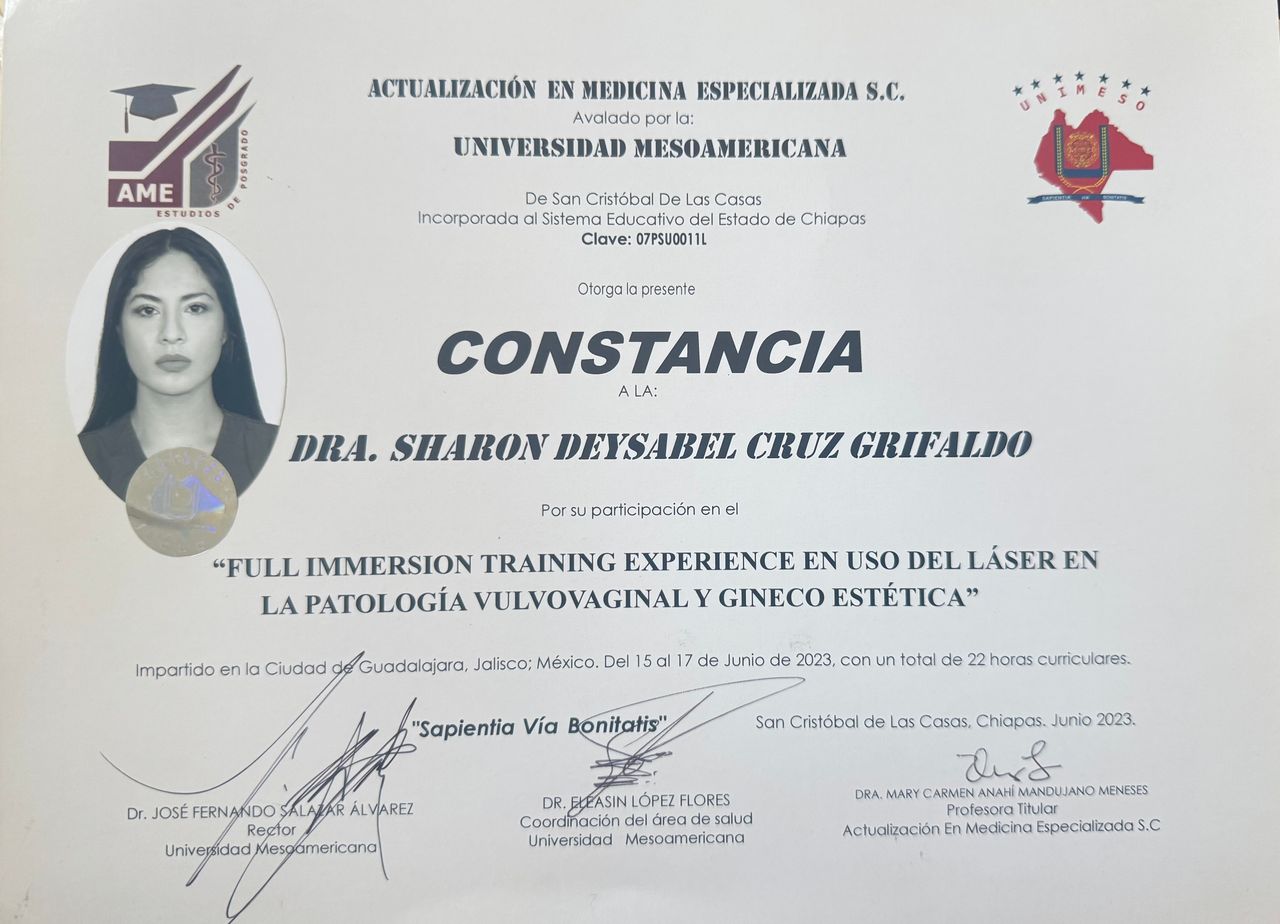 ACTUALIZACIÓN EN MEDICINA ESPECIALIZADA S.C.
Avalado por la:
UNIVERSIDAD MESOAMERICANA
De San Cristóbal De Las Casas
Incorporada al Sistema Educativo del Estado de Chiapas
Clave: 07PSU0011L
AME
ESTUDIOS DE POSGRADO
UNIMESO
SAPIENTIA VIA BONITATIS
Otorga la presente
CONSTANCIA
A LA:
DRA. SHARON DEYSABEL CRUZ GRIFALDO
Por su participación en el
“FULL IMMERSION TRAINING EXPERIENCE EN USO DEL LÁSER EN
LA PATOLOGÍA VULVOVAGINAL Y GINECO ESTÉTICA”
Impartido en la Ciudad de Guadalajara, Jalisco; México. Del 15 al 17 de Junio de 2023, con un total de 22 horas curriculares.
"Sapientia Vía Bonitatis"
San Cristóbal de Las Casas, Chiapas. Junio 2023.
Dr. JOSÉ FERNANDO SALAZAR ÁLVAREZ
Rector
Universidad Mesoamericana
DR. ELEASIN LÓPEZ FLORES
Coordinación del área de salud
Universidad Mesoamericana
DRA. MARY CARMEN ANAHÍ MANDUJANO MENESES
Profesora Titular
Actualización En Medicina Especializada S.C